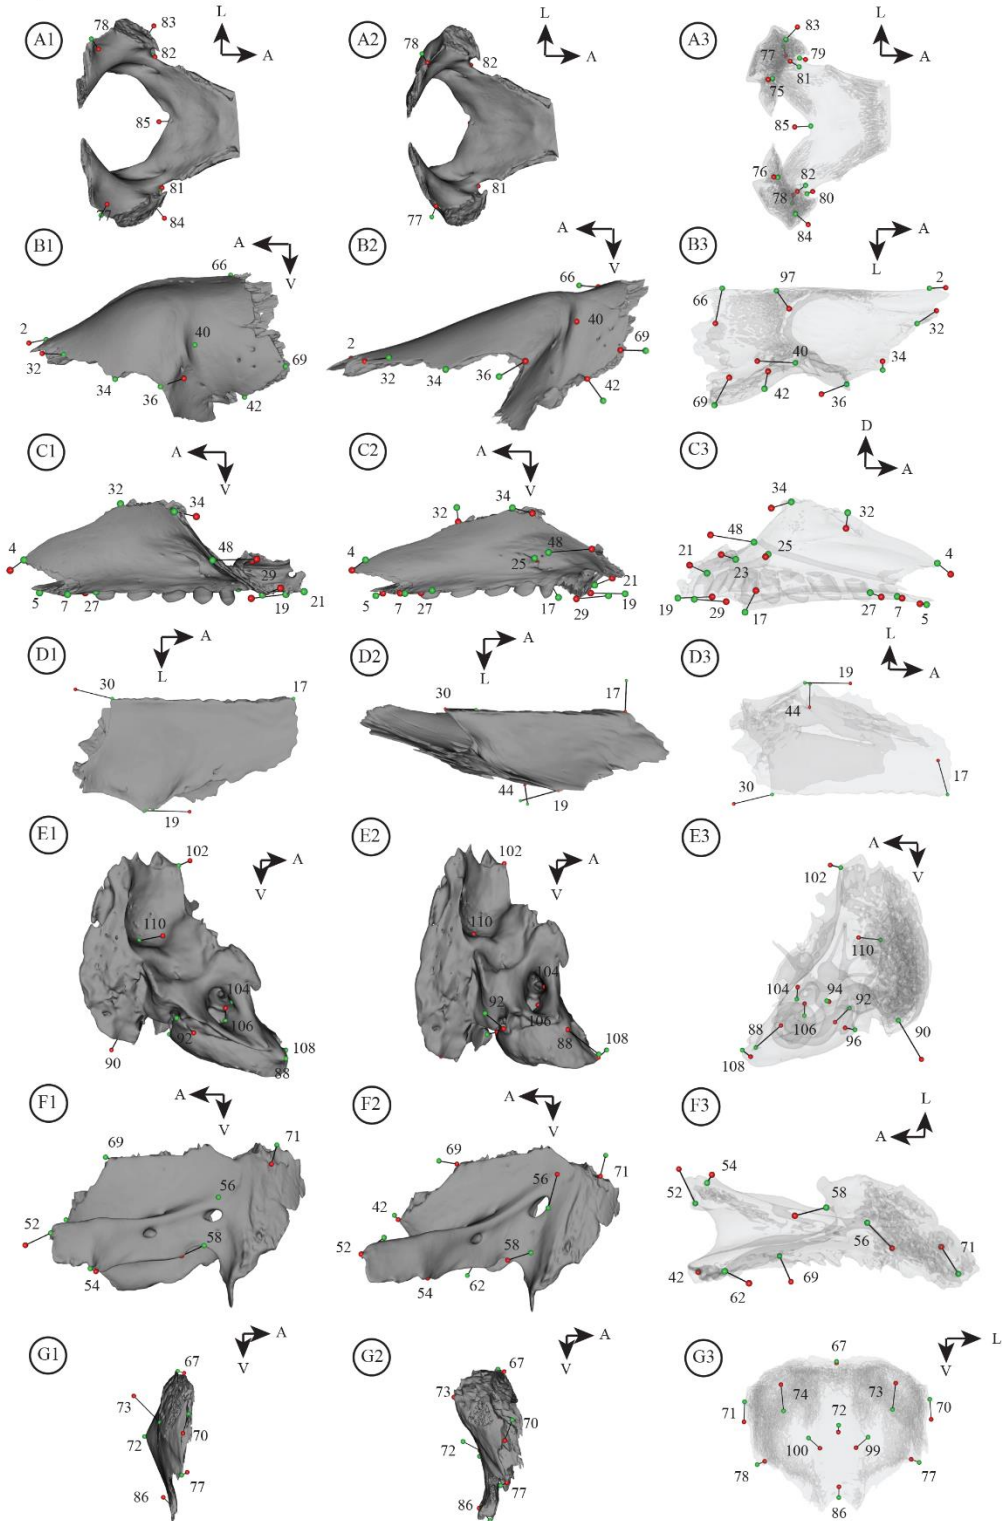 A1 78 83 82 L A 85 81 84
A2 78 82 L A 81 77
A3 L A 83 77 79 81 75 85 76 82 78 80 84
B1 A V 66 2 32 40 34 36 69 42
B2 A V 66 40 2 32 34 36 69 42
B3 A L 66 97 2 32 40 34 69 42 36
C1 A V 32 34 4 48 29 5 7 27 19 21
C2 A V 32 34 48 4 25 21 5 7 27 17 29 19
C3 D A 34 32 48 25 21 23 4 19 29 17 27 7 5
D1 A L 30 17 19
D2 A L 30 17 44 19
D3 L A 19 44 30 17
E1 102 A V 110 104 92 106 90 108 88
E2 102 A V 110 104 92 106 88 108
E3 A V 102 110 104 94 92 88 106 96 90 108
F1 A V 69 71 52 56 58 54
F2 A V 69 56 71 42 52 58 54 62
F3 L A 54 52 58 56 71 42 62 69
G1 A V 67 73 72 70 77 86
G2 A V 67 73 70 72 77 86
G3 L V 67 74 73 71 72 70 100 99 78 77 86